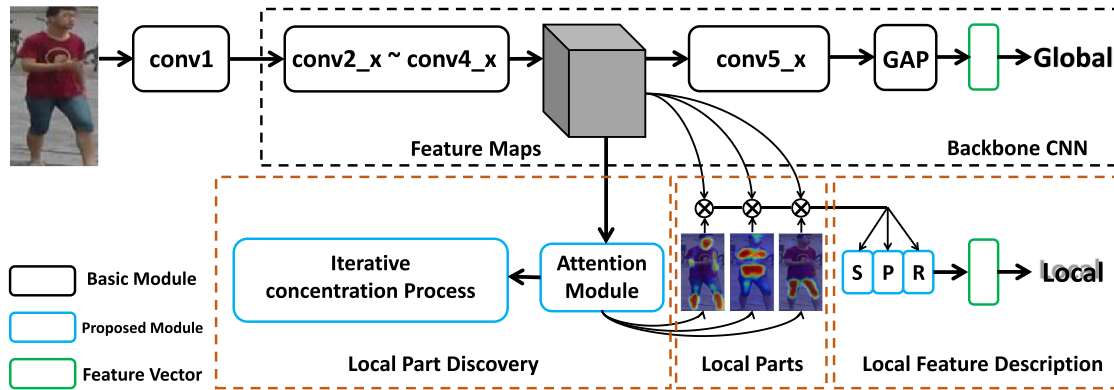 conv1
conv2_x ~ conv4_x
conv5_x
GAP
Global
Feature Maps
Backbone CNN
Iterative
concentration Process
Attention
Module
S P R
Local
Basic Module
Proposed Module
Feature Vector
Local Part Discovery
Local Parts
Local Feature Description